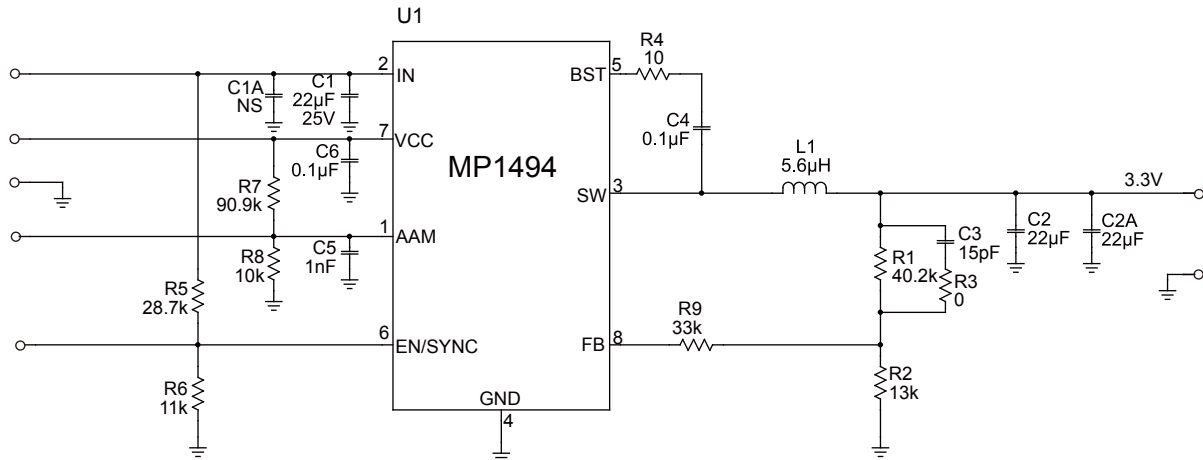 U1
2
IN
C1A
NS
C1
22µF
25V
7
VCC
C6
0.1µF
R7
90.9k
1
AAM
R8
10k
C5
1nF
R5
28.7k
6
EN/SYNC
R6
11k
MP1494
GND
4
BST
5
R4
10
C4
0.1µF
SW
3
L1
5.6µH
3.3V
C2
22µF
C2A
22µF
C3
15pF
R1
40.2k
R3
0
FB
8
R9
33k
R2
13k